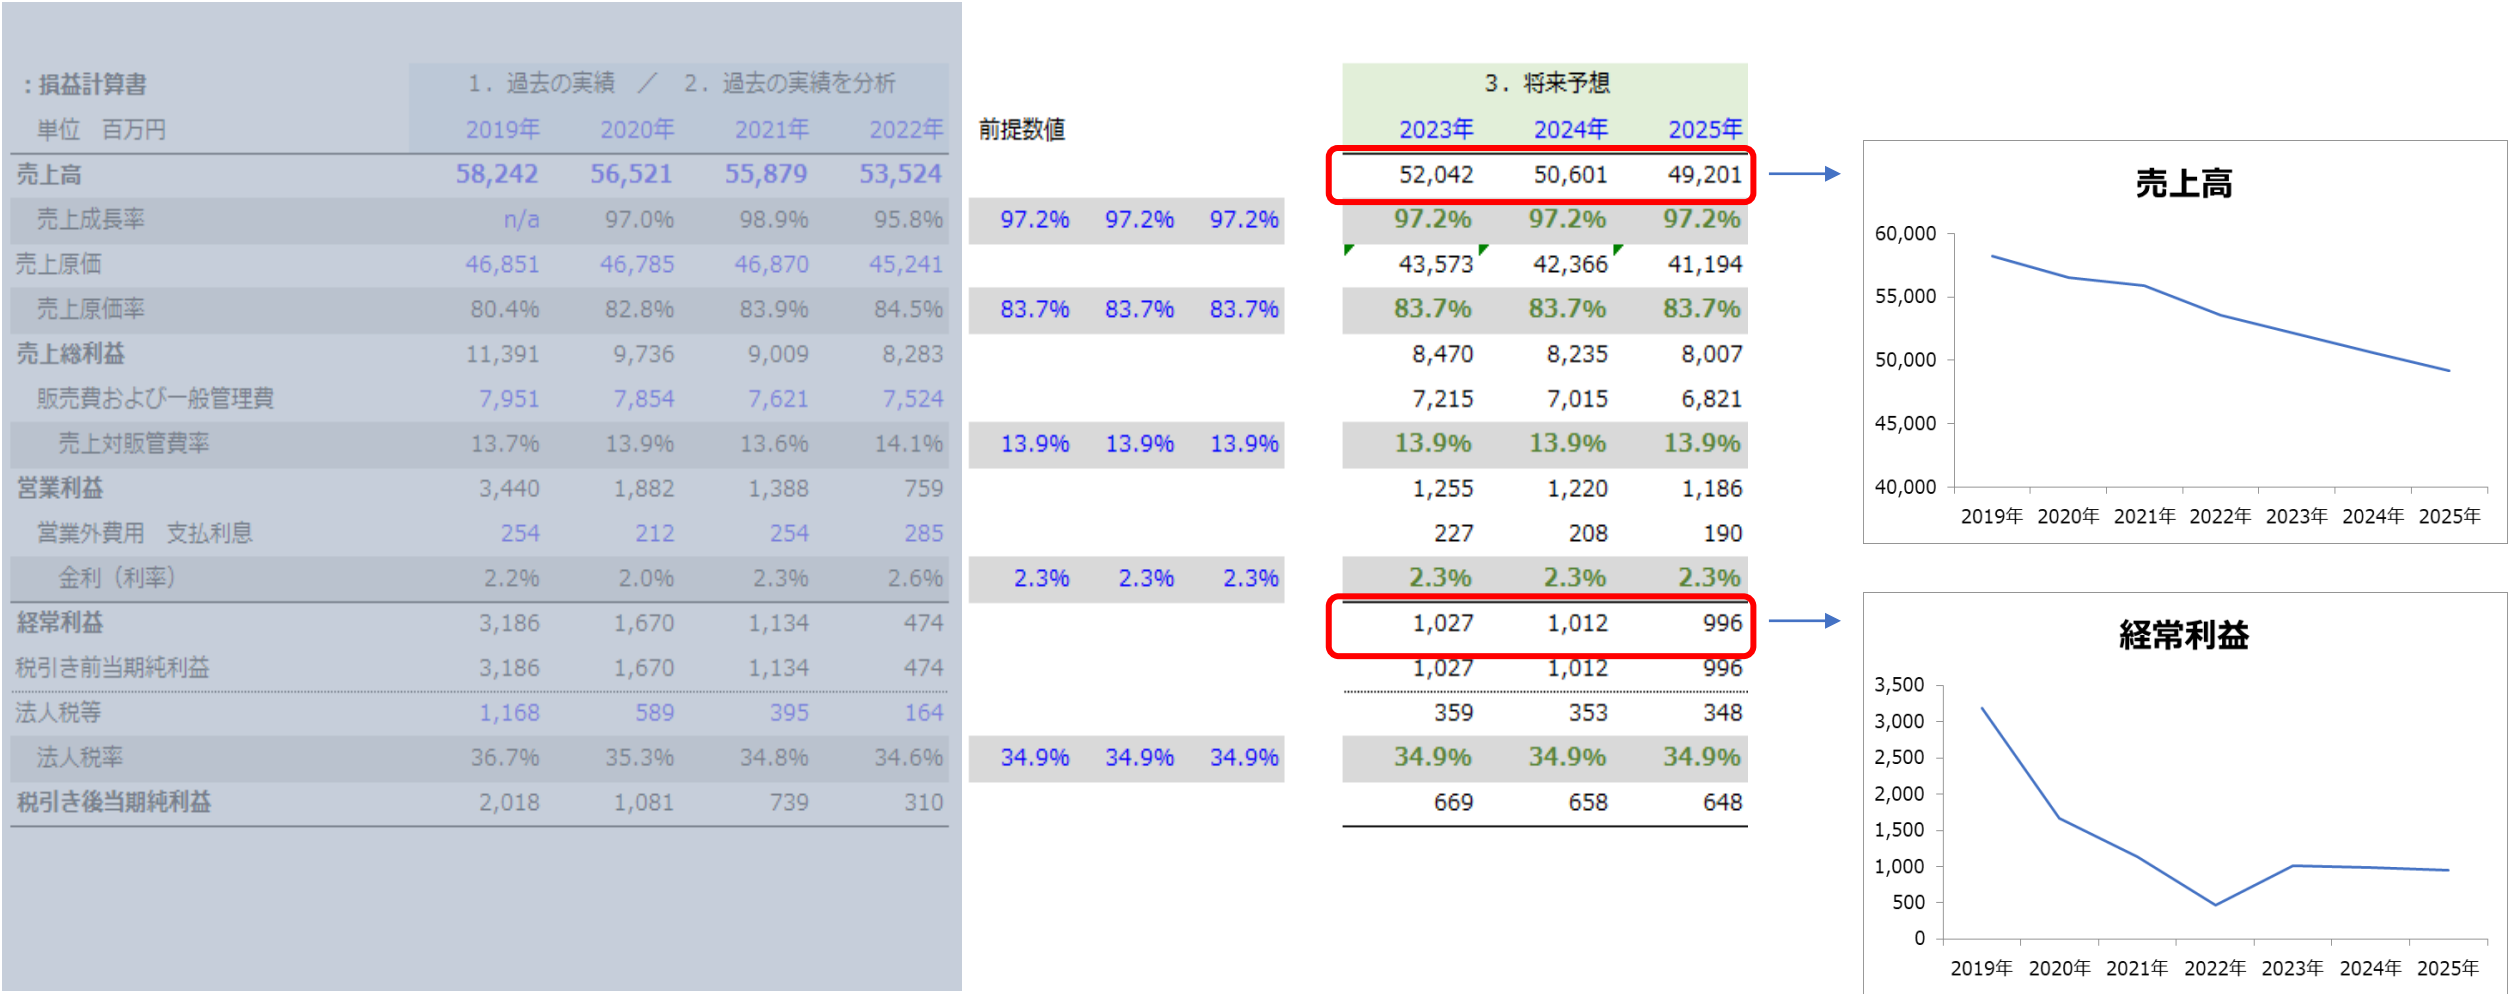 ：損益計算書 1．過去の実績 ／ 2．過去の実績を分析 3．将来予想
単位 百万円 2019年 2020年 2021年 2022年 前提数値 2023年 2024年 2025年
売上高 58,242 56,521 55,879 53,524 52,042 50,601 49,201
売上成長率 n/a 97.0% 98.9% 95.8% 97.2% 97.2% 97.2% 97.2% 97.2% 97.2%
売上原価 46,851 46,785 46,870 45,241 43,573 42,366 41,194
売上原価率 80.4% 82.8% 83.9% 84.5% 83.7% 83.7% 83.7% 83.7% 83.7% 83.7%
売上総利益 11,391 9,736 9,009 8,283 8,470 8,235 8,007
販売費および一般管理費 7,951 7,854 7,621 7,524 7,215 7,015 6,821
売上対販管費率 13.7% 13.9% 13.6% 14.1% 13.9% 13.9% 13.9% 13.9% 13.9% 13.9%
営業利益 3,440 1,882 1,388 759 1,255 1,220 1,186
営業外費用 支払利息 254 212 254 285 227 208 190
金利（利率） 2.2% 2.0% 2.3% 2.6% 2.3% 2.3% 2.3% 2.3% 2.3% 2.3%
経常利益 3,186 1,670 1,134 474 1,027 1,012 996
税引き前当期純利益 3,186 1,670 1,134 474 1,027 1,012 996
法人税等 1,168 589 395 164 359 353 348
法人税率 36.7% 35.3% 34.8% 34.6% 34.9% 34.9% 34.9% 34.9% 34.9% 34.9%
税引き後当期純利益 2,018 1,081 739 310 669 658 648
売上高
60,000
55,000
50,000
45,000
40,000
2019年 2020年 2021年 2022年 2023年 2024年 2025年
経常利益
3,500
3,000
2,500
2,000
1,500
1,000
500
0
2019年 2020年 2021年 2022年 2023年 2024年 2025年